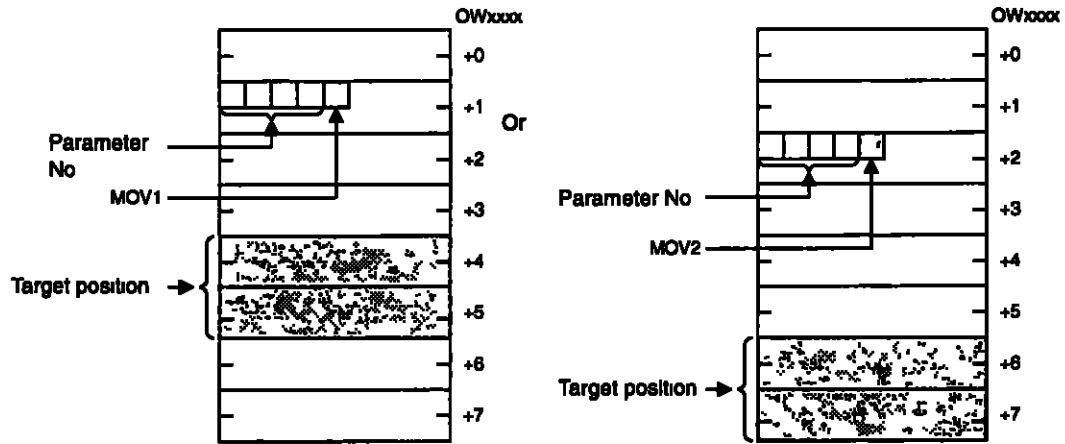 OWxxxx
+0
+1
Parameter
No
+2
MOV1
+3
+4
Target position
+5
+6
+7
Or
OWxxxx
+0
+1
+2
Parameter No
+3
MOV2
+4
+5
+6
Target position
+7